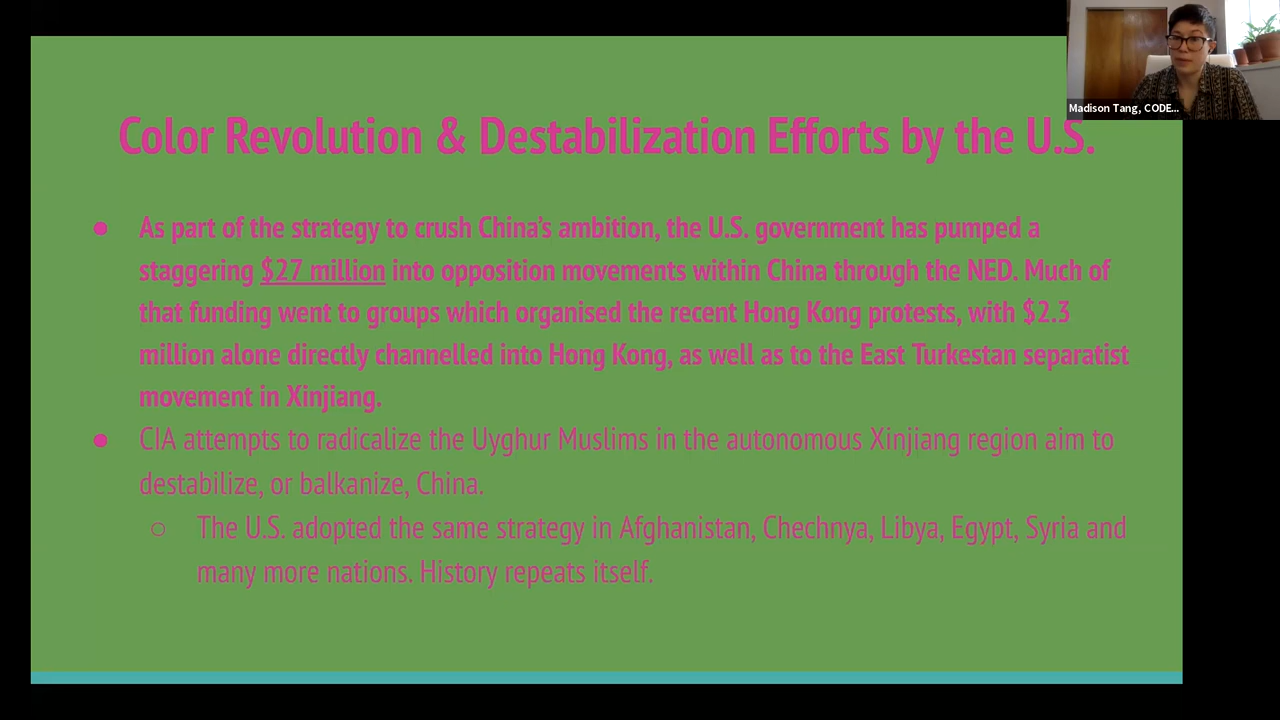 Madison Tang, CODE...
Color Revolution & Destabilization Efforts by the U.S.
● As part of the strategy to crush China's ambition, the U.S. government has pumped a
staggering $27 million into opposition movements within China through the NED. Much of
that funding went to groups which organised the recent Hong Kong protests, with $2.3
million alone directly channelled into Hong Kong, as well as to the East Turkestan separatist
movement in Xinjiang.
● CIA attempts to radicalize the Uyghur Muslims in the autonomous Xinjiang region aim to
destabilize, or balkanize, China.
○ The U.S. adopted the same strategy in Afghanistan, Chechnya, Libya, Egypt, Syria and
many more nations. History repeats itself.